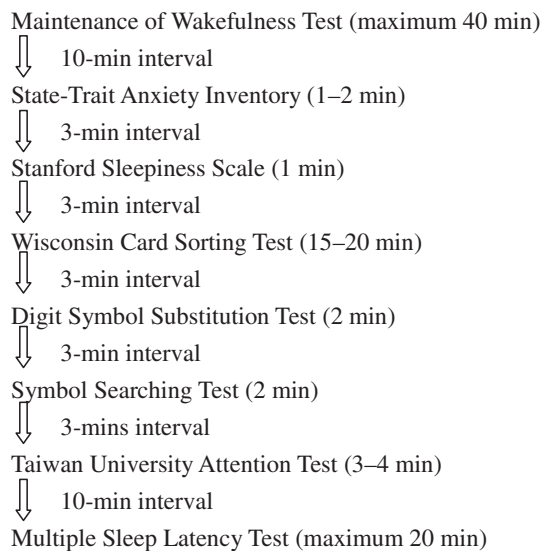 Maintenance of Wakefulness Test (maximum 40 min)
10-min interval
State-Trait Anxiety Inventory (1–2 min)
3-min interval
Stanford Sleepiness Scale (1 min)
3-min interval
Wisconsin Card Sorting Test (15–20 min)
3-min interval
Digit Symbol Substitution Test (2 min)
3-min interval
Symbol Searching Test (2 min)
3-mins interval
Taiwan University Attention Test (3–4 min)
10-min interval
Multiple Sleep Latency Test (maximum 20 min)